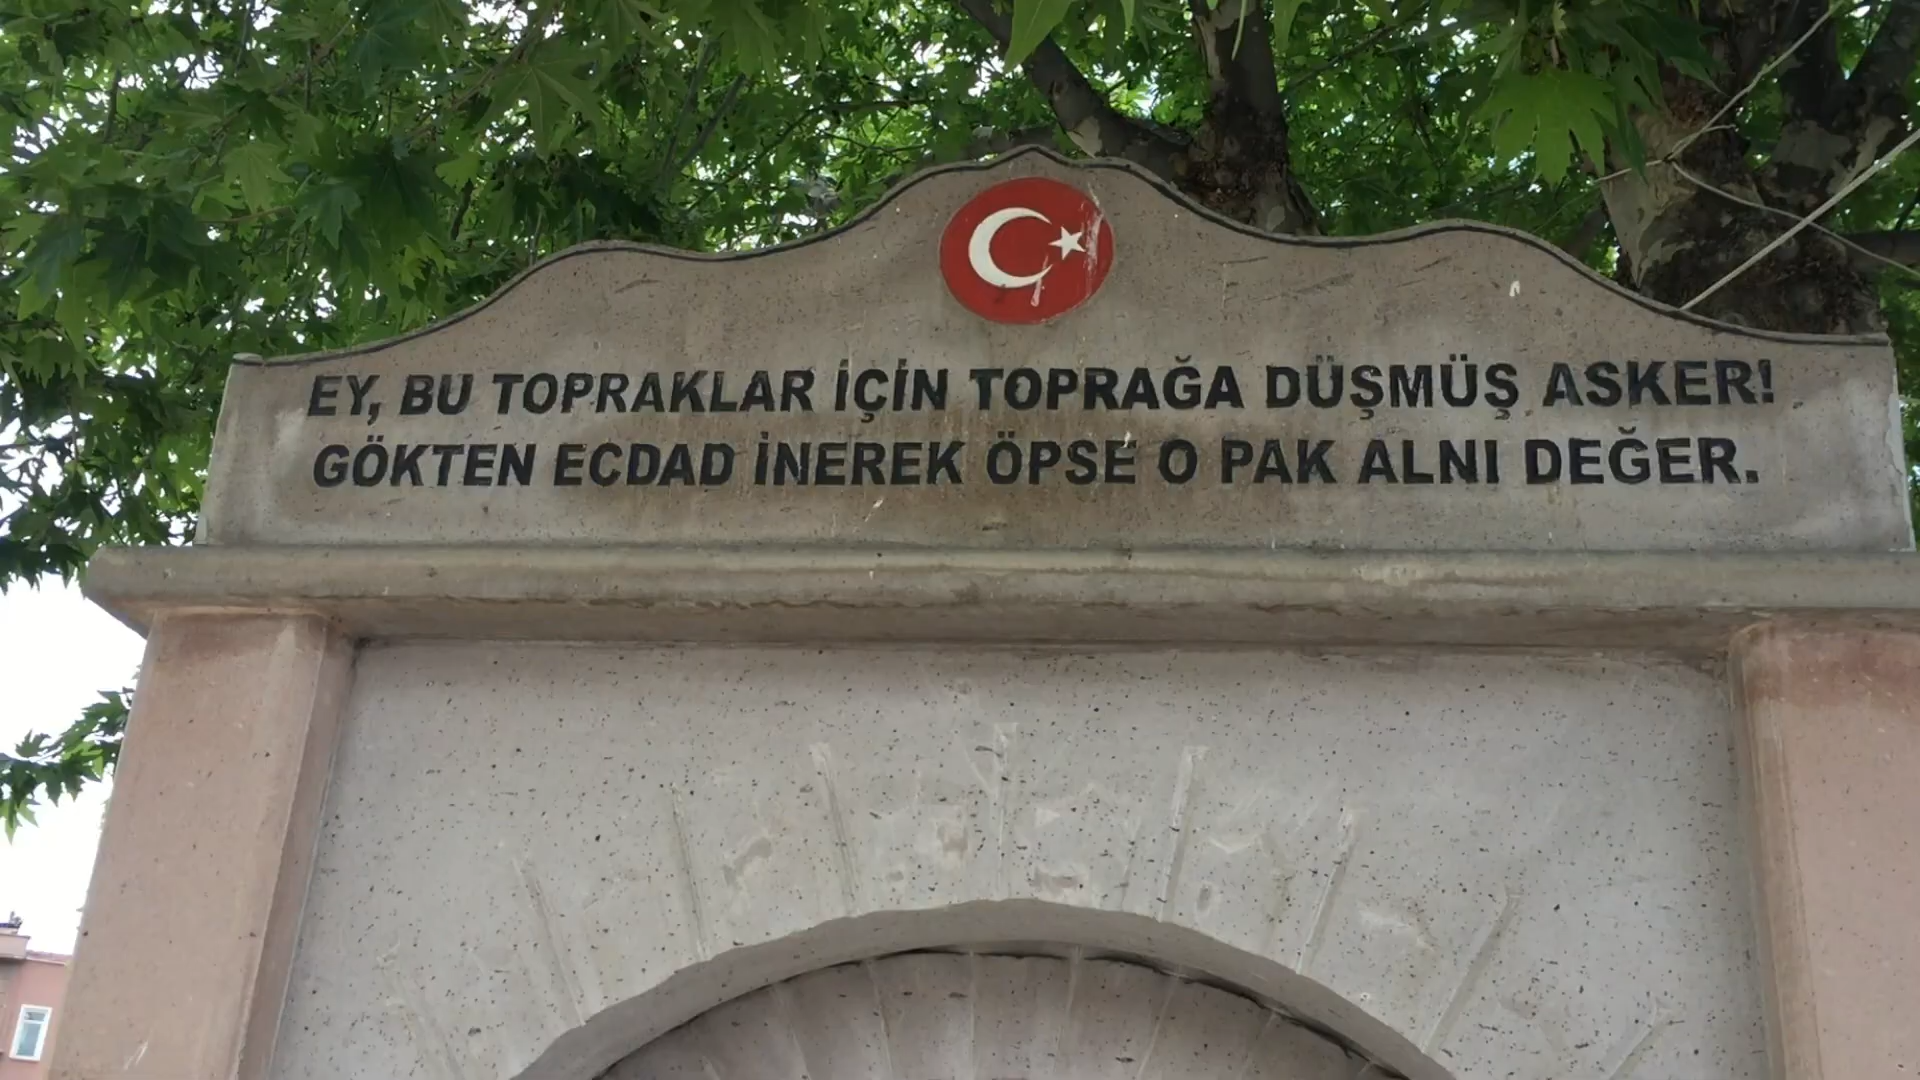 EY, BU TOPRAKLAR İÇİN TOPRAĞA DÜŞMÜŞ ASKER!
GÖKTEN ECDAD İNEREK ÖPSE O PAK ALNI DEĞER.